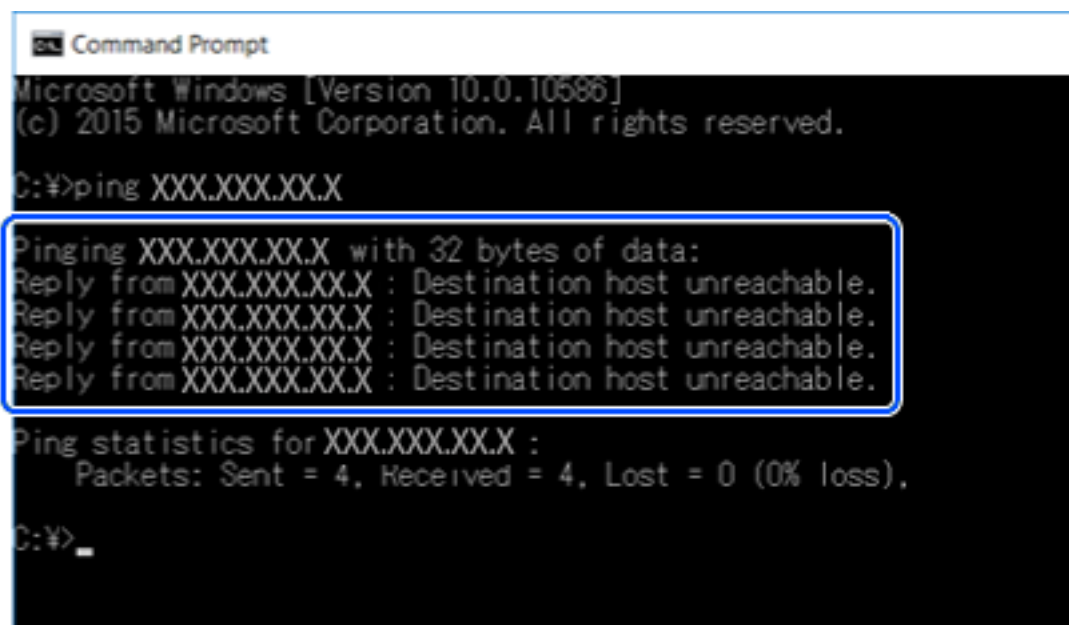 Command Prompt
Microsoft Windows [Version 10.0.10586]
(c) 2015 Microsoft Corporation. All rights reserved.
C:¥>ping XXX.XXX.XX.X
Pinging XXX.XXX.XX.X with 32 bytes of data:
Reply from XXX.XXX.XX.X : Destination host unreachable.
Reply from XXX.XXX.XX.X : Destination host unreachable.
Reply from XXX.XXX.XX.X : Destination host unreachable.
Reply from XXX.XXX.XX.X : Destination host unreachable.
Ping statistics for XXX.XXX.XX.X :
Packets: Sent = 4, Received = 4, Lost = 0 (0% loss),
C:¥>